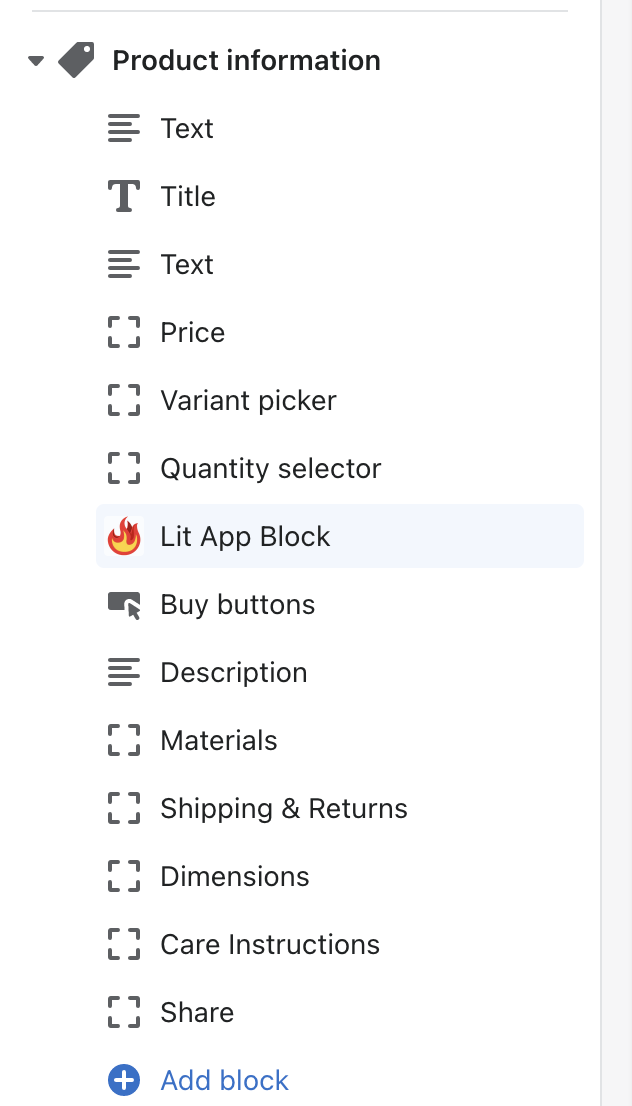 Product information
Text
Title
Text
Price
Variant picker
Quantity selector
Lit App Block
Buy buttons
Description
Materials
Shipping & Returns
Dimensions
Care Instructions
Share
Add block